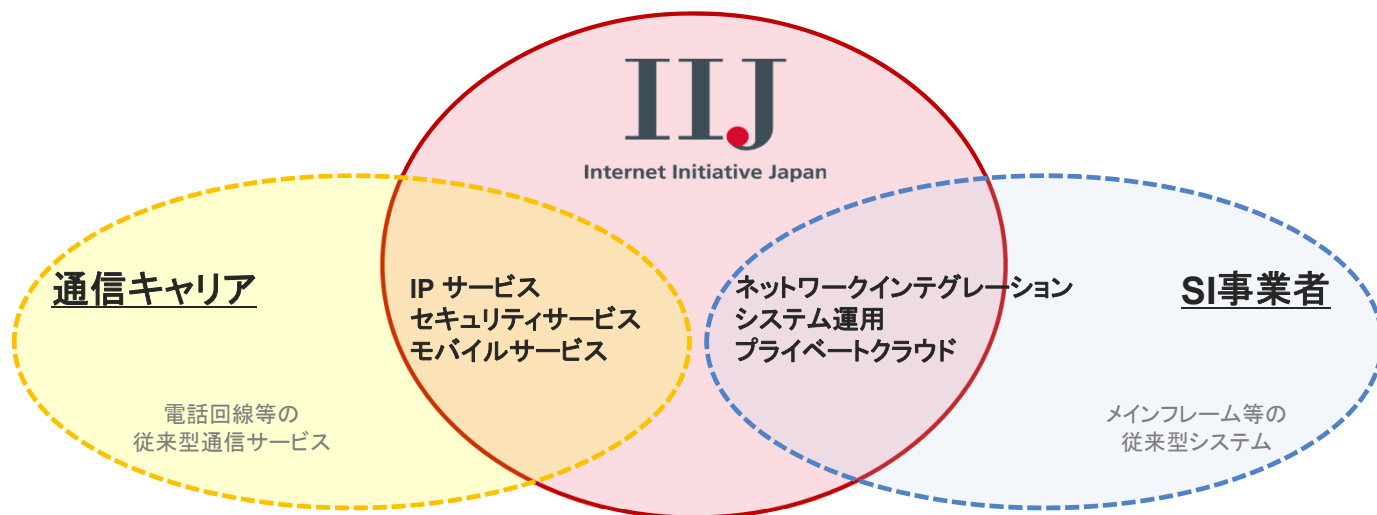 IIJ
Internet Initiative Japan
通信キャリア
IP サービス
セキュリティサービス
モバイルサービス
電話回線等の
従来型通信サービス
ネットワークインテグレーション
システム運用
プライベートクラウド
SI事業者
メインフレーム等の
従来型システム